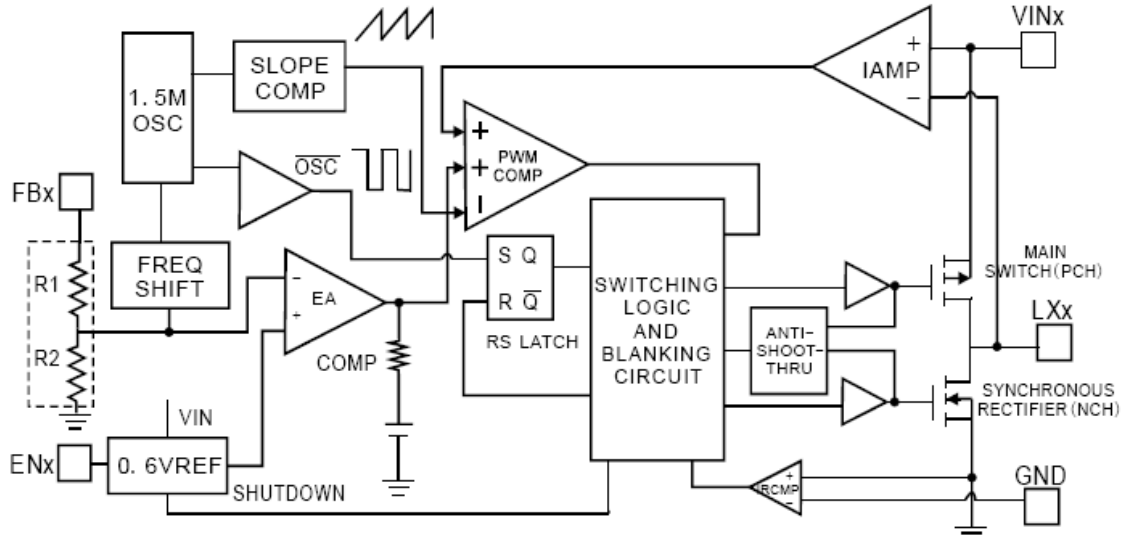 VINx
SLOPE
COMP
IAMP
+
−
1.5M
OSC
OSC
+
+
−
PWM
COMP
FBx
R1
R2
FREQ
SHIFT
−
EA
+
COMP
S Q
R Q
RS LATCH
SWITCHING
LOGIC
AND
BLANKING
CIRCUIT
MAIN
SWITCH(PCH)
LXx
ANTI-
SHOOT-
THRU
SYNCHRONOUS
RECTIFIER(NCH)
VIN
ENx
0.6VREF
SHUTDOWN
+
IRCMP
−
GND